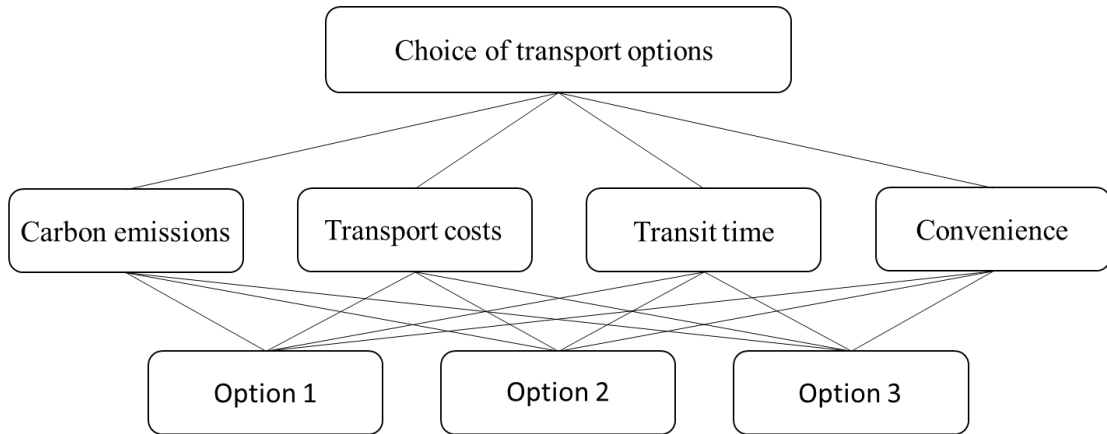 Choice of transport options
Carbon emissions
Transport costs
Transit time
Convenience
Option 1
Option 2
Option 3